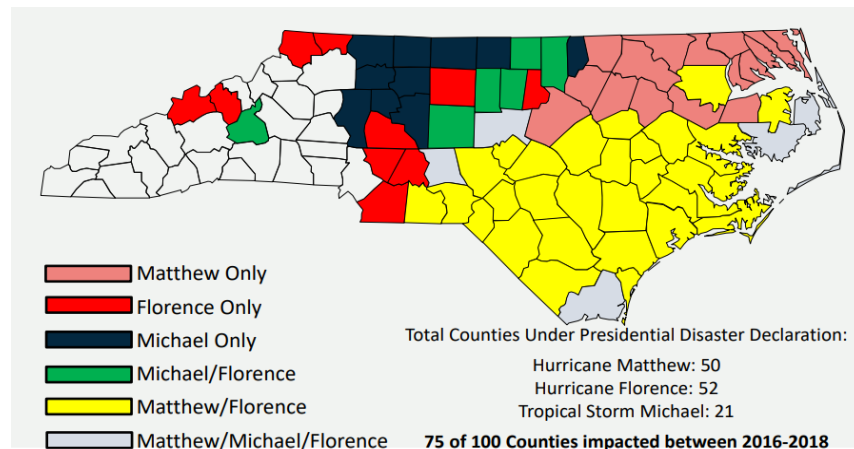 Matthew Only
Florence Only
Michael Only
Michael/Florence
Matthew/Florence
Matthew/Michael/Florence
Total Counties Under Presidential Disaster Declaration:
Hurricane Matthew: 50
Hurricane Florence: 52
Tropical Storm Michael: 21
75 of 100 Counties impacted between 2016-2018